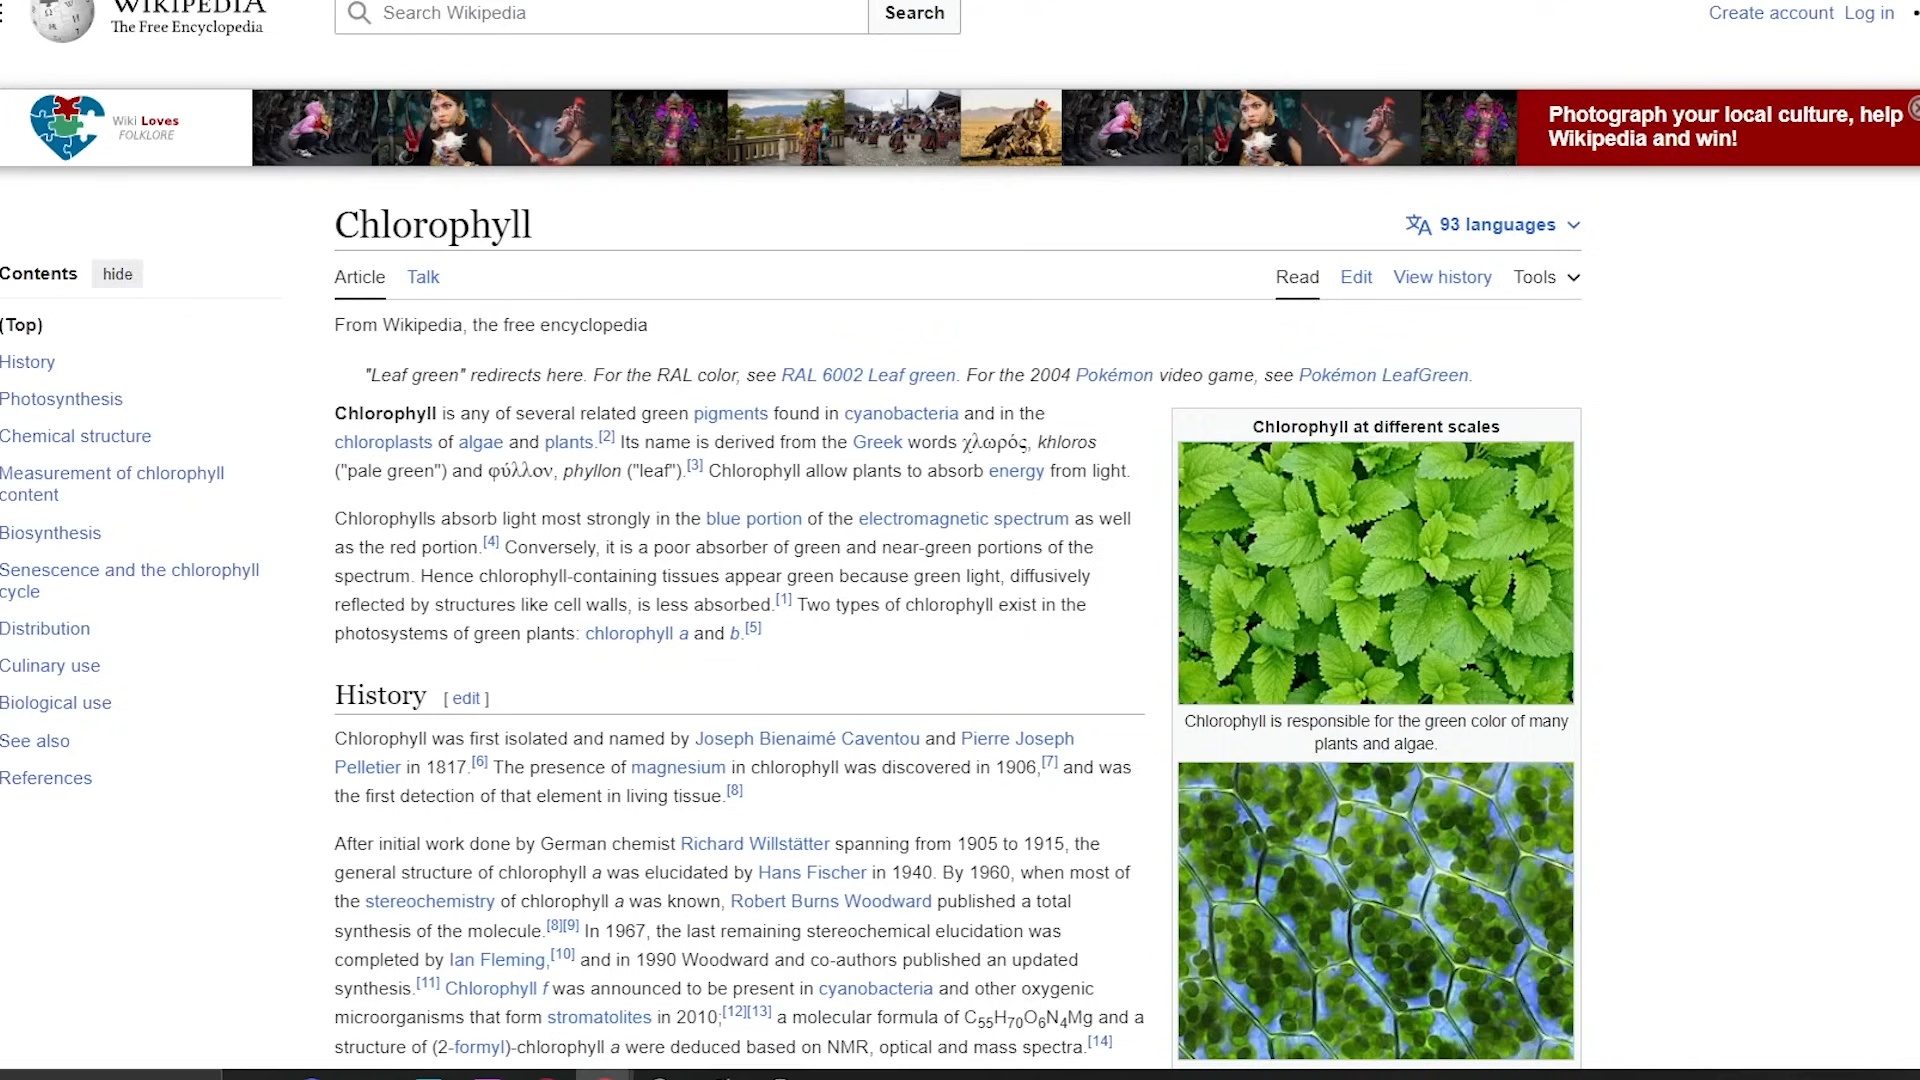 WIKIPEDIA
The Free Encyclopedia
Search Wikipedia
Search
Create account Log in
Wiki Loves
FOLKLORE
Photograph your local culture, help
Wikipedia and win!
Chlorophyll
93 languages
Contents hide
(Top)
History
Photosynthesis
Chemical structure
Measurement of chlorophyll
content
Biosynthesis
Senescence and the chlorophyll
cycle
Distribution
Culinary use
Biological use
See also
References
Article Talk
Read Edit View history Tools
From Wikipedia, the free encyclopedia
"Leaf green" redirects here. For the RAL color, see RAL 6002 Leaf green. For the 2004 Pokémon video game, see Pokémon LeafGreen.
Chlorophyll is any of several related green pigments found in cyanobacteria and in the
chloroplasts of algae and plants.[2] Its name is derived from the Greek words χλωρός, khloros
("pale green") and φύλλον, phyllon ("leaf").[3] Chlorophyll allow plants to absorb energy from light.
Chlorophylls absorb light most strongly in the blue portion of the electromagnetic spectrum as well
as the red portion.[4] Conversely, it is a poor absorber of green and near-green portions of the
spectrum. Hence chlorophyll-containing tissues appear green because green light, diffusively
reflected by structures like cell walls, is less absorbed.[1] Two types of chlorophyll exist in the
photosystems of green plants: chlorophyll a and b.[5]
History [ edit ]
Chlorophyll was first isolated and named by Joseph Bienaimé Caventou and Pierre Joseph
Pelletier in 1817.[6] The presence of magnesium in chlorophyll was discovered in 1906,[7] and was
the first detection of that element in living tissue.[8]
After initial work done by German chemist Richard Willstätter spanning from 1905 to 1915, the
general structure of chlorophyll a was elucidated by Hans Fischer in 1940. By 1960, when most of
the stereochemistry of chlorophyll a was known, Robert Burns Woodward published a total
synthesis of the molecule.[8][9] In 1967, the last remaining stereochemical elucidation was
completed by Ian Fleming,[10] and in 1990 Woodward and co-authors published an updated
synthesis.[11] Chlorophyll f was announced to be present in cyanobacteria and other oxygenic
microorganisms that form stromatolites in 2010;[12][13] a molecular formula of C55H70O6N4Mg and a
structure of (2-formyl)-chlorophyll a were deduced based on NMR, optical and mass spectra.[14]
Chlorophyll at different scales
Chlorophyll is responsible for the green color of many
plants and algae.